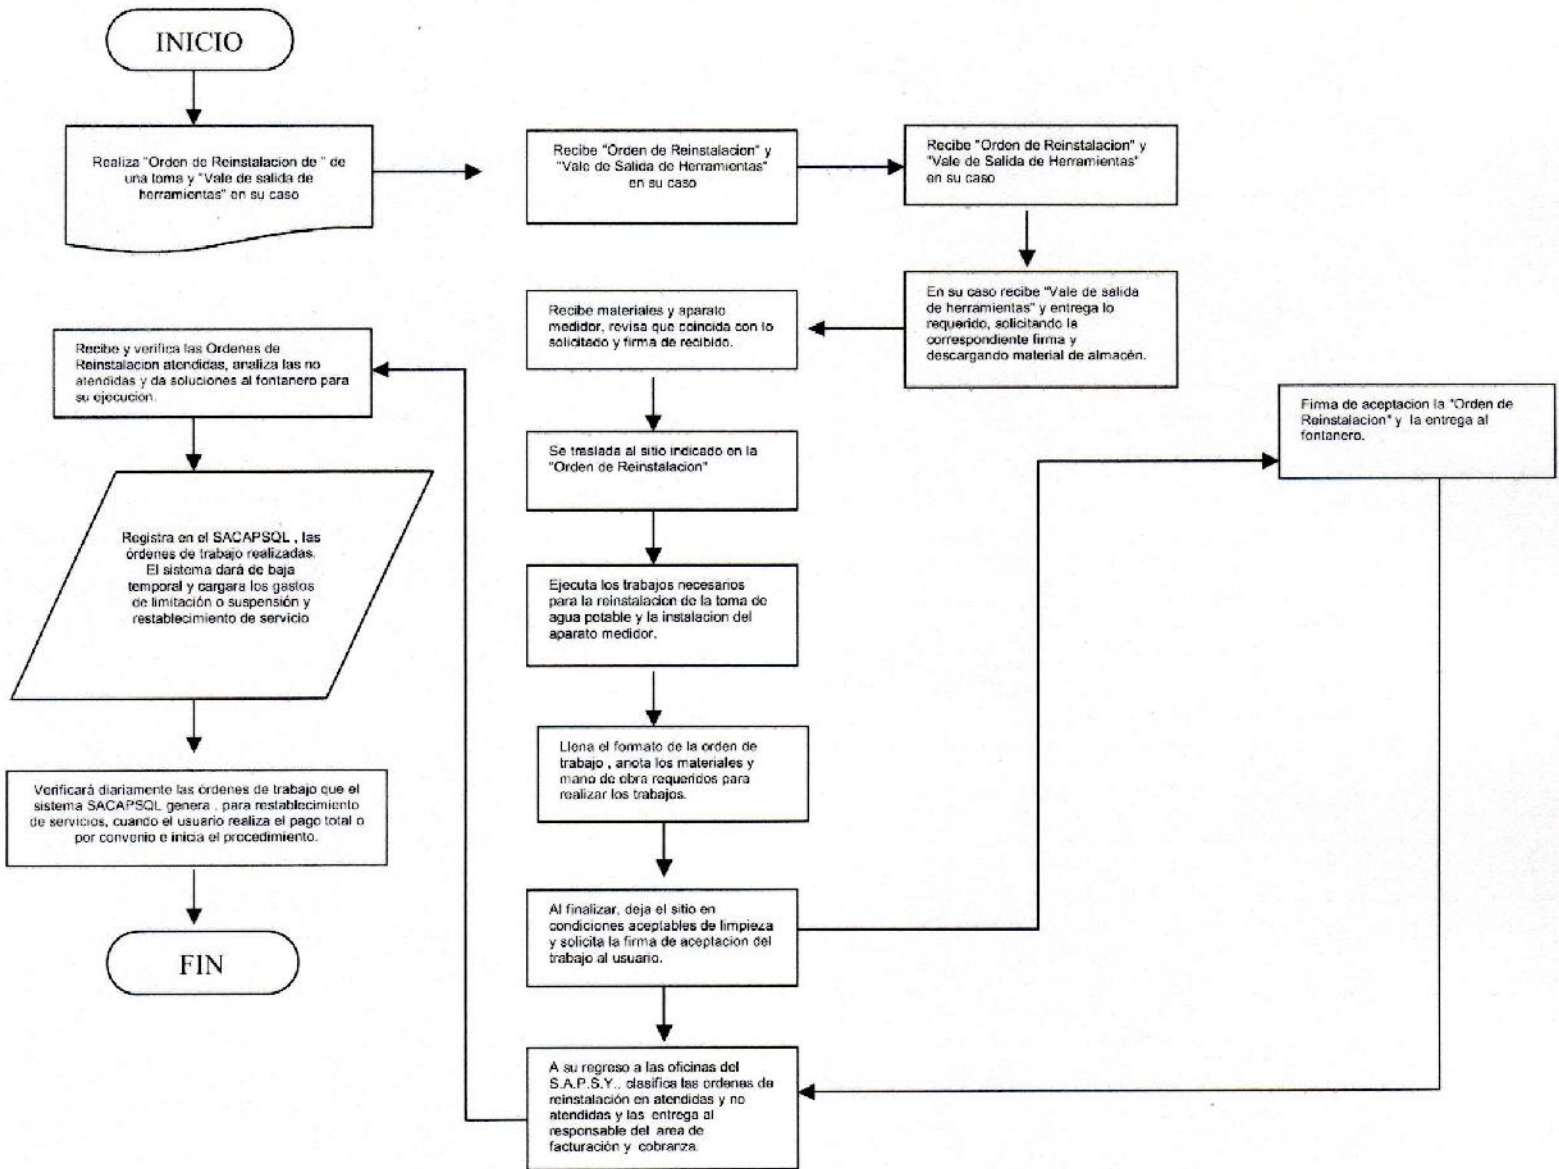 INICIO
Realiza "Orden de Reinstalacion de " de
una toma y "Vale de salida de
herramientas" en su caso
Recibe "Orden de Reinstalacion" y
"Vale de Salida de Herramientas"
en su caso
Recibe "Orden de Reinstalacion" y
"Vale de Salida de Herramientas"
en su caso
En su caso recibe "Vale de salida
de herramientas" y entrega lo
requerido, solicitando la
correspondiente firma y
descargando material de almacén.
Recibe materiales y aparato
medidor, revisa que coincida con lo
solicitado y firma de recibido.
Se traslada al sitio indicado en la
"Orden de Reinstalacion"
Ejecuta los trabajos necesarios
para la reinstalacion de la toma de
agua potable y la instalacion del
aparato medidor.
Llena el formato de la orden de
trabajo , anota los materiales y
mano de obra requeridos para
realizar los trabajos.
Al finalizar, deja el sitio en
condiciones aceptables de limpieza
y solicita la firma de aceptacion del
trabajo al usuario.
Firma de aceptacion la "Orden de
Reinstalacion" y la entrega al
fontanero.
A su regreso a las oficinas del
S.A.P.S.Y., clasifica las ordenes de
reinstalación en atendidas y no
atendidas y las entrega al
responsable del area de
facturación y cobranza.
Recibe y verifica las Ordenes de
Reinstalacion atendidas, analiza las no
atendidas y da soluciones al fontanero para
su ejecución.
Registra en el SACAPSQL , las
órdenes de trabajo realizadas.
El sistema dará de baja
temporal y cargara los gastos
de limitación o suspensión y
restablecimiento de servicio
Verificará diariamente las órdenes de trabajo que el
sistema SACAPSQL genera , para restablecimiento
de servicios, cuando el usuario realiza el pago total o
por convenio e inicia el procedimiento.
FIN